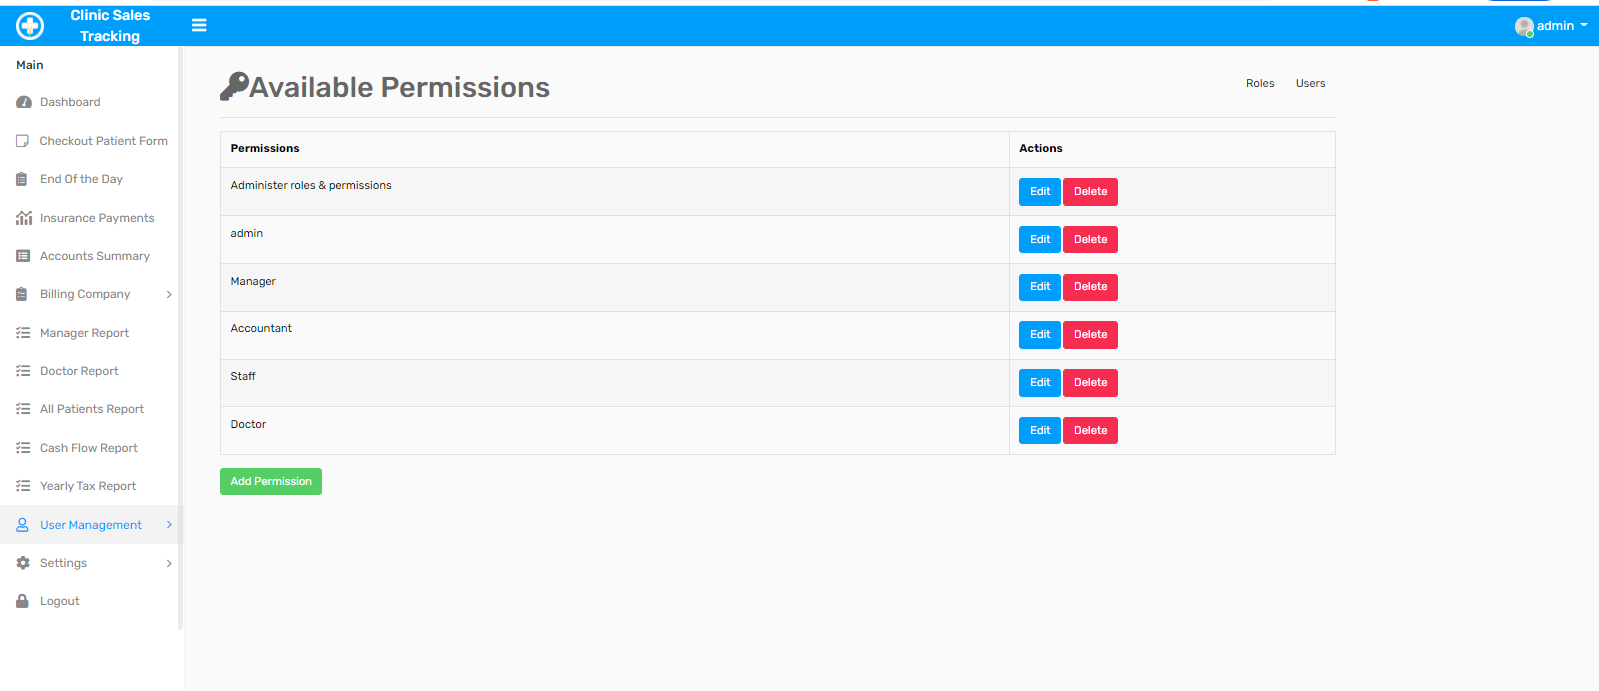 Clinic Sales
Tracking
admin
Main
Dashboard
Checkout Patient Form
End Of the Day
Insurance Payments
Accounts Summary
Billing Company
Manager Report
Doctor Report
All Patients Report
Cash Flow Report
Yearly Tax Report
User Management
Settings
Logout
Available Permissions
Roles Users
Permissions Actions
Administer roles & permissions Edit Delete
admin Edit Delete
Manager Edit Delete
Accountant Edit Delete
Staff Edit Delete
Doctor Edit Delete
Add Permission